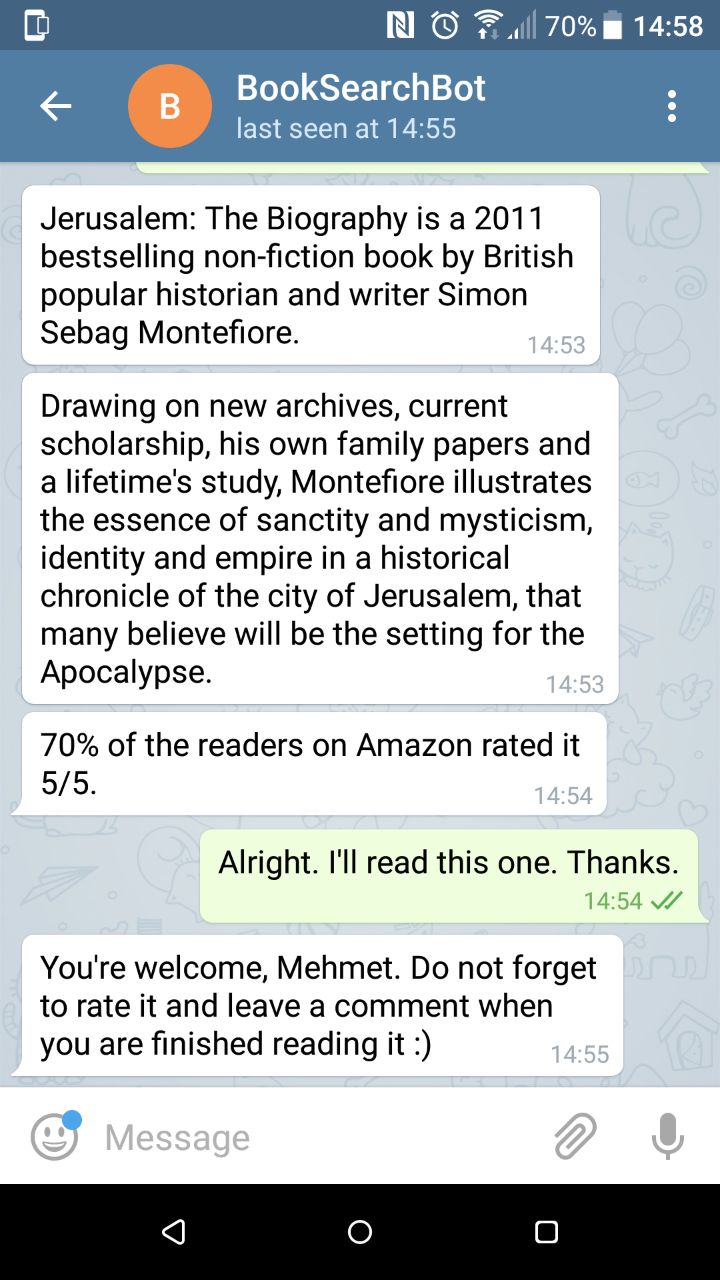 70% 14:58
B
BookSearchBot
last seen at 14:55
Jerusalem: The Biography is a 2011
bestselling non-fiction book by British
popular historian and writer Simon
Sebag Montefiore.
14:53
Drawing on new archives, current
scholarship, his own family papers and
a lifetime's study, Montefiore illustrates
the essence of sanctity and mysticism,
identity and empire in a historical
chronicle of the city of Jerusalem, that
many believe will be the setting for the
Apocalypse.
14:53
70% of the readers on Amazon rated it
5/5.
14:54
Alright. I'll read this one. Thanks.
14:54
You're welcome, Mehmet. Do not forget
to rate it and leave a comment when
you are finished reading it :)
14:55
Message